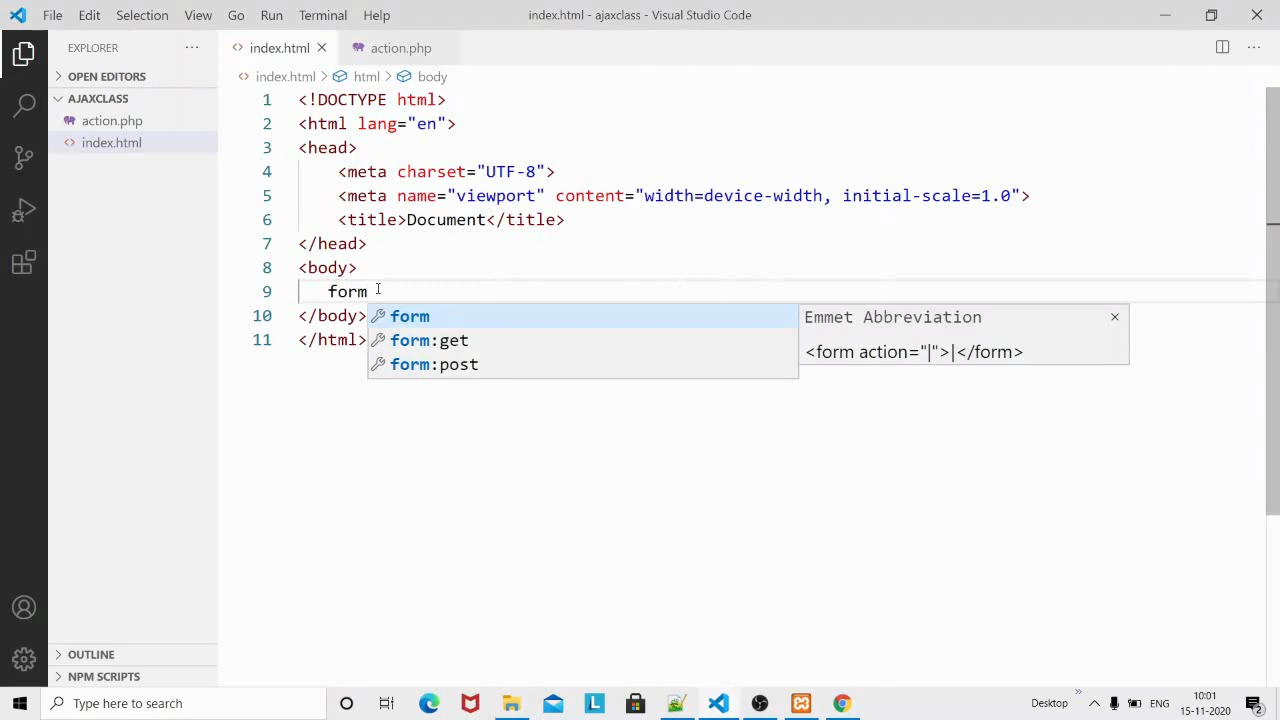 File Edit Selection View Go Run Terminal Help index.html - ajaxclass - Visual Studio Code
EXPLORER
index.html
action.php
OPEN EDITORS
index.html > html > body
AJAXCLASS
action.php
index.html
1 <!DOCTYPE html>
2 <html lang="en">
3 <head>
4 <meta charset="UTF-8">
5 <meta name="viewport" content="width=device-width, initial-scale=1.0">
6 <title>Document</title>
7 </head>
8 <body>
9 form
10 </body>
11 </html>
form
form:get
form:post
Emmet Abbreviation
<form action="|">|</form>
OUTLINE
NPM SCRIPTS
Type here to search
Desktop
ENG
10:01
15-11-2020
2